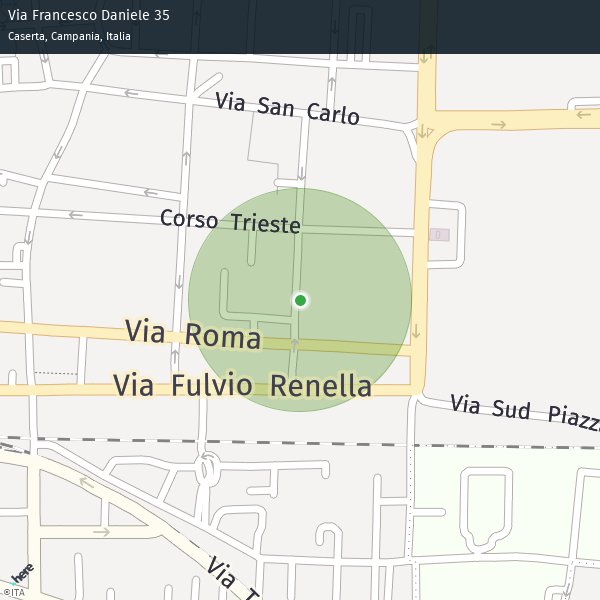 Via Francesco Daniele 35
Caserta, Campania, Italia
Via San Carlo
Corso Trieste
Via Roma
Via Fulvio Renella
Via Sud Piazza
Via T
here
©ITA